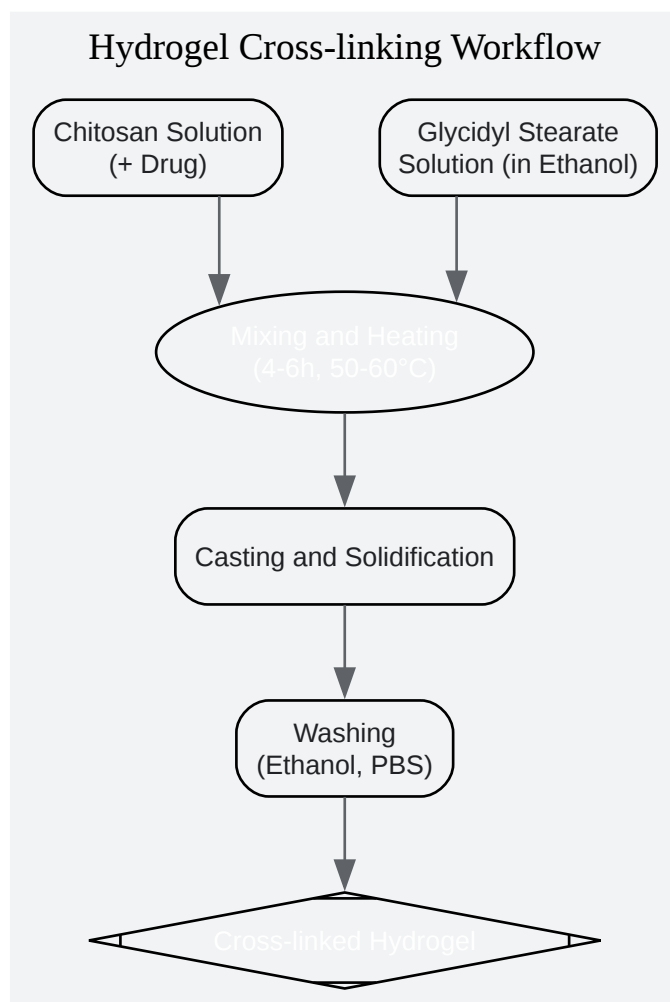 Hydrogel Cross-linking Workflow
Chitosan Solution
(+ Drug)
Glycidyl Stearate
Solution (in Ethanol)
Mixing and Heating
(4-6h, 50-60°C)
Casting and Solidification
Washing
(Ethanol, PBS)
Cross-linked Hydrogel